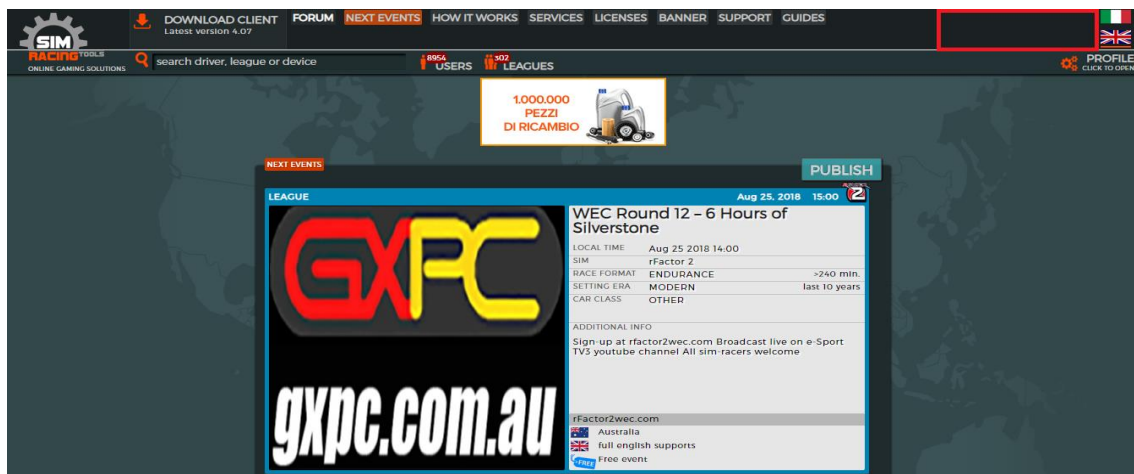 SIM
RACING TOOLS
ONLINE GAMING SOLUTIONS
DOWNLOAD CLIENT
Latest version 4.07
FORUM NEXT EVENTS HOW IT WORKS SERVICES LICENSES BANNER SUPPORT GUIDES
search driver, league or device
8954 USERS
302 LEAGUES
PROFILE
CLICK TO OPEN
1.000.000
PEZZI
DI RICAMBIO
NEXT EVENTS
PUBLISH
LEAGUE
Aug 25, 2018 15:00
2
GXPC
gxpc.com.au
WEC Round 12 – 6 Hours of
Silverstone
LOCAL TIME Aug 25 2018 14:00
SIM rFactor 2
RACE FORMAT ENDURANCE >240 min.
SETTING ERA MODERN last 10 years
CAR CLASS OTHER
ADDITIONAL INFO
Sign-up at rfactor2wec.com Broadcast live on e-Sport
TV3 youtube channel All sim-racers welcome
rFactor2wec.com
Australia
full english supports
FREE Free event